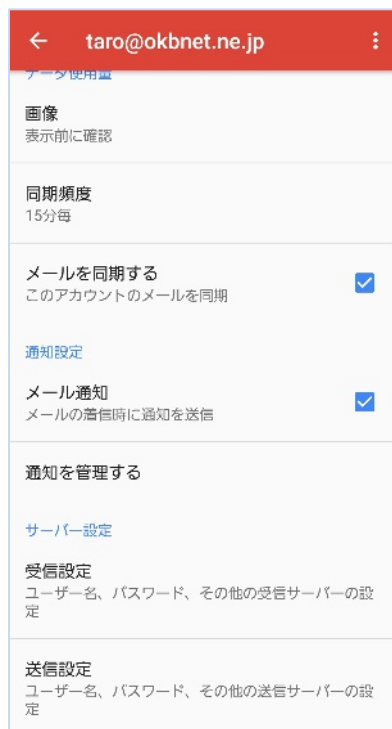 taro@okbnet.ne.jp
データ使用量
画像
表示前に確認
同期頻度
15分毎
メールを同期する
このアカウントのメールを同期
通知設定
メール通知
メールの着信時に通知を送信
通知を管理する
サーバー設定
受信設定
ユーザー名、パスワード、その他の受信サーバーの設
定
送信設定
ユーザー名、パスワード、その他の送信サーバーの設
定